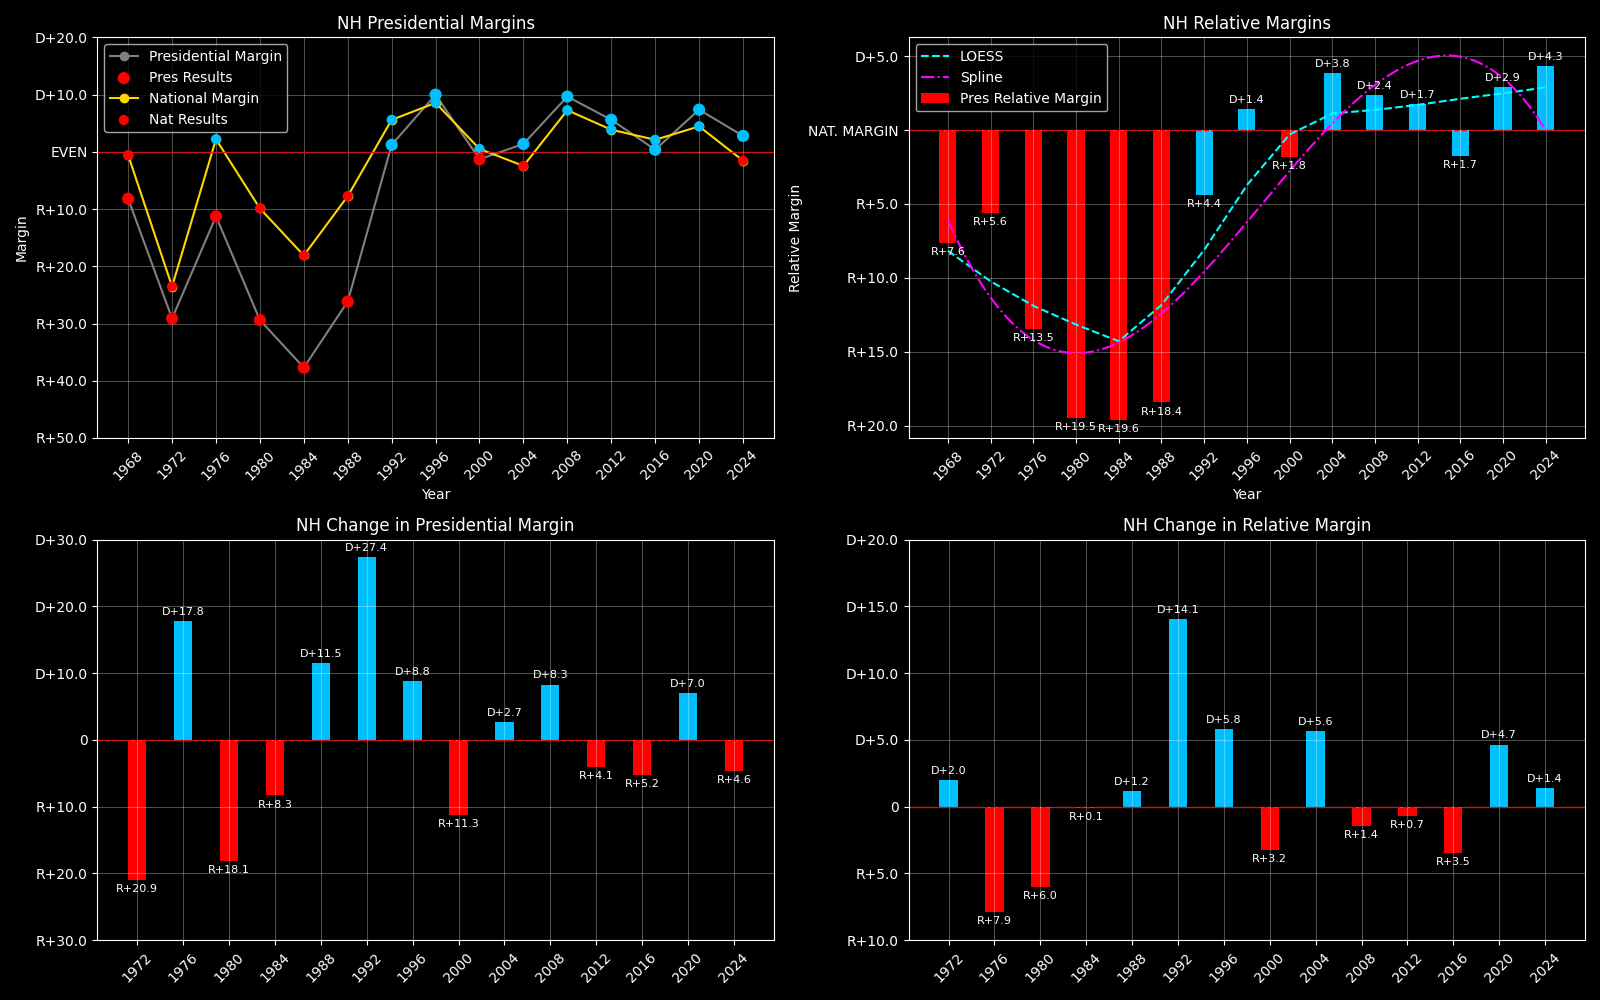 NH Presidential Margins
D+20.0
D+10.0
EVEN
R+10.0
R+20.0
R+30.0
R+40.0
R+50.0
Margin
Presidential Margin
Pres Results
National Margin
Nat Results
1968
1972
1976
1980
1984
1988
1992
1996
2000
2004
2008
2012
2016
2020
2024
Year
NH Relative Margins
D+5.0
NAT. MARGIN
R+5.0
R+10.0
R+15.0
R+20.0
Relative Margin
LOESS
Spline
Pres Relative Margin
R+7.6
R+5.6
R+13.5
R+19.5
R+19.6
R+18.4
R+4.4
D+1.4
R+1.8
D+3.8
D+2.4
D+1.7
R+1.7
D+2.9
D+4.3
1968
1972
1976
1980
1984
1988
1992
1996
2000
2004
2008
2012
2016
2020
2024
Year
NH Change in Presidential Margin
D+30.0
D+20.0
D+10.0
0
R+10.0
R+20.0
R+30.0
R+20.9
D+17.8
R+18.1
R+8.3
D+11.5
D+27.4
D+8.8
R+11.3
D+2.7
D+8.3
R+4.1
R+5.2
D+7.0
R+4.6
1972
1976
1980
1984
1988
1992
1996
2000
2004
2008
2012
2016
2020
2024
NH Change in Relative Margin
D+20.0
D+15.0
D+10.0
D+5.0
0
R+5.0
R+10.0
D+2.0
R+7.9
R+6.0
R+0.1
D+1.2
D+14.1
D+5.8
R+3.2
D+5.6
R+1.4
R+0.7
R+3.5
D+4.7
D+1.4
1972
1976
1980
1984
1988
1992
1996
2000
2004
2008
2012
2016
2020
2024